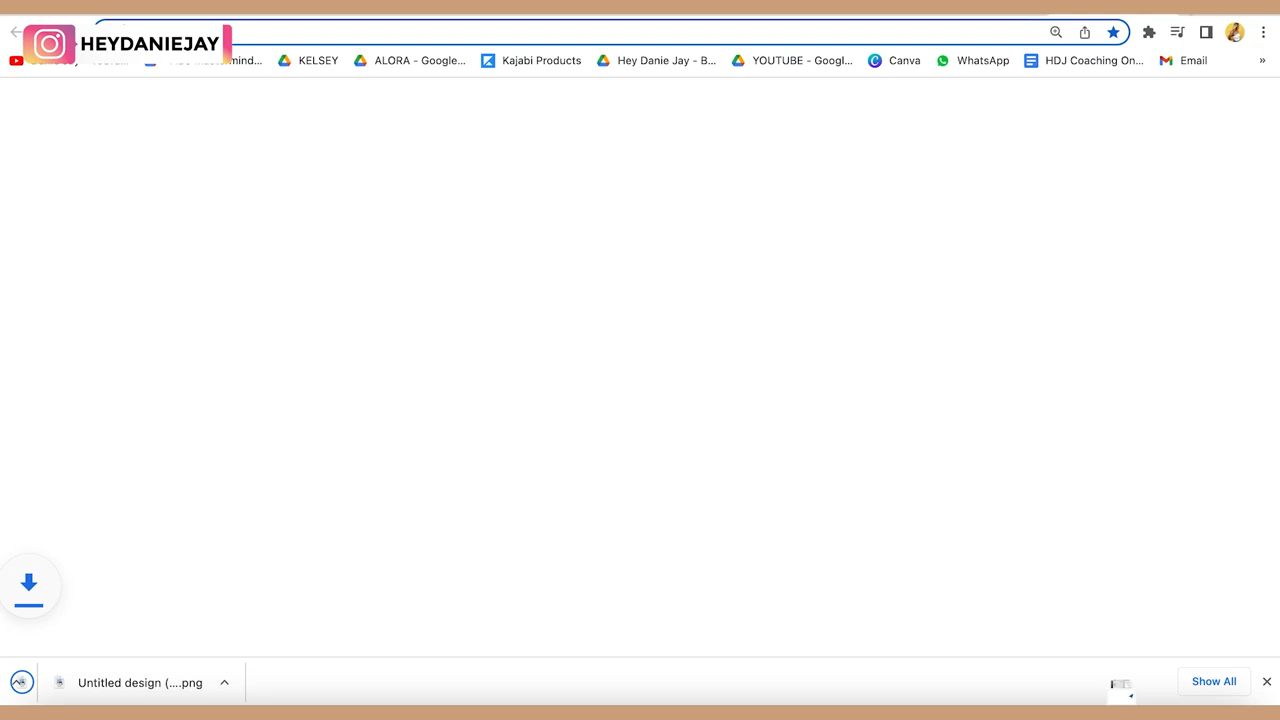 HEYDANIEJAY
KELSEY
ALORA - Google...
Kajabi Products
Hey Danie Jay - B...
YOUTUBE - Googl...
Canva
WhatsApp
HDJ Coaching On...
Email
»
Untitled design (....png
Show All